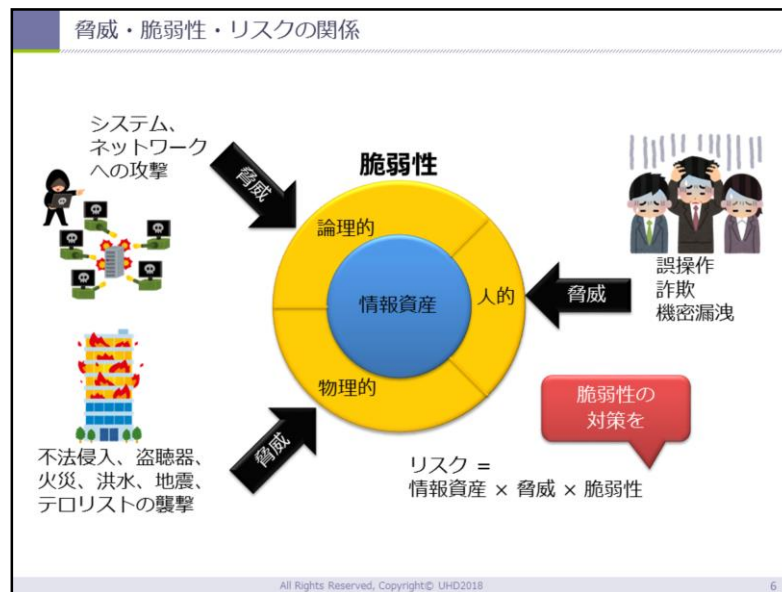 脅威・脆弱性・リスクの関係
システム、
ネットワーク
への攻撃
脅威
脆弱性
論理的
人的
物理的
情報資産
脅威
誤操作
詐欺
機密漏洩
不法侵入、盗聴器、
火災、洪水、地震、
テロリストの襲撃
脅威
脆弱性の
対策を
リスク =
情報資産 × 脅威 × 脆弱性
All Rights Reserved, Copyright© UHD2018
6